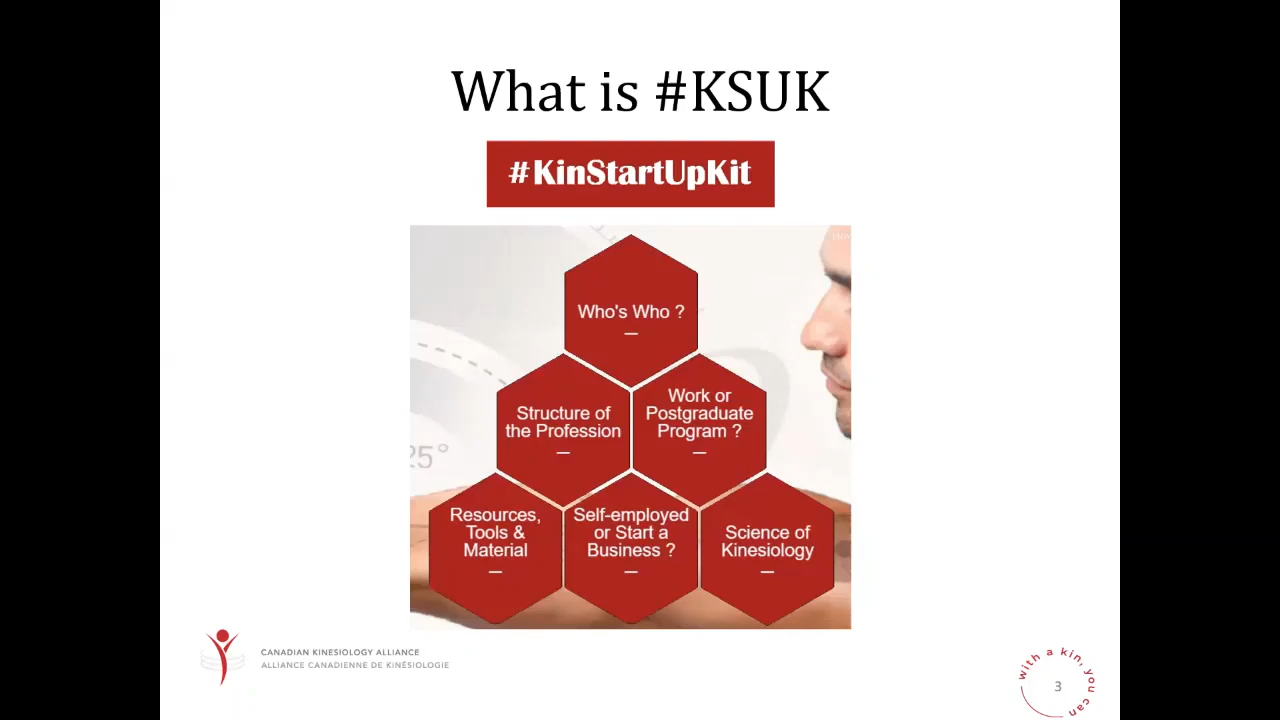 What is #KSUK
#KinStartUpKit
Who's Who ?
Structure of
the Profession
Work or
Postgraduate
Program ?
Resources,
Tools &
Material
Self-employed
or Start a
Business ?
Science of
Kinesiology
25°
CANADIAN KINESIOLOGY ALLIANCE
ALLIANCE CANADIENNE DE KINÉSIOLOGIE
with a kin, you can
3